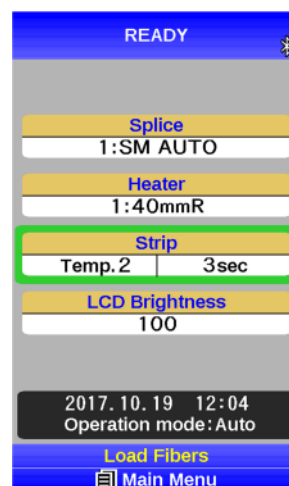 READY
Splice
1:SM AUTO
Heater
1:40mmR
Strip
Temp.2 3sec
LCD Brightness
100
2017.10.19 12:04
Operation mode:Auto
Load Fibers
Main Menu